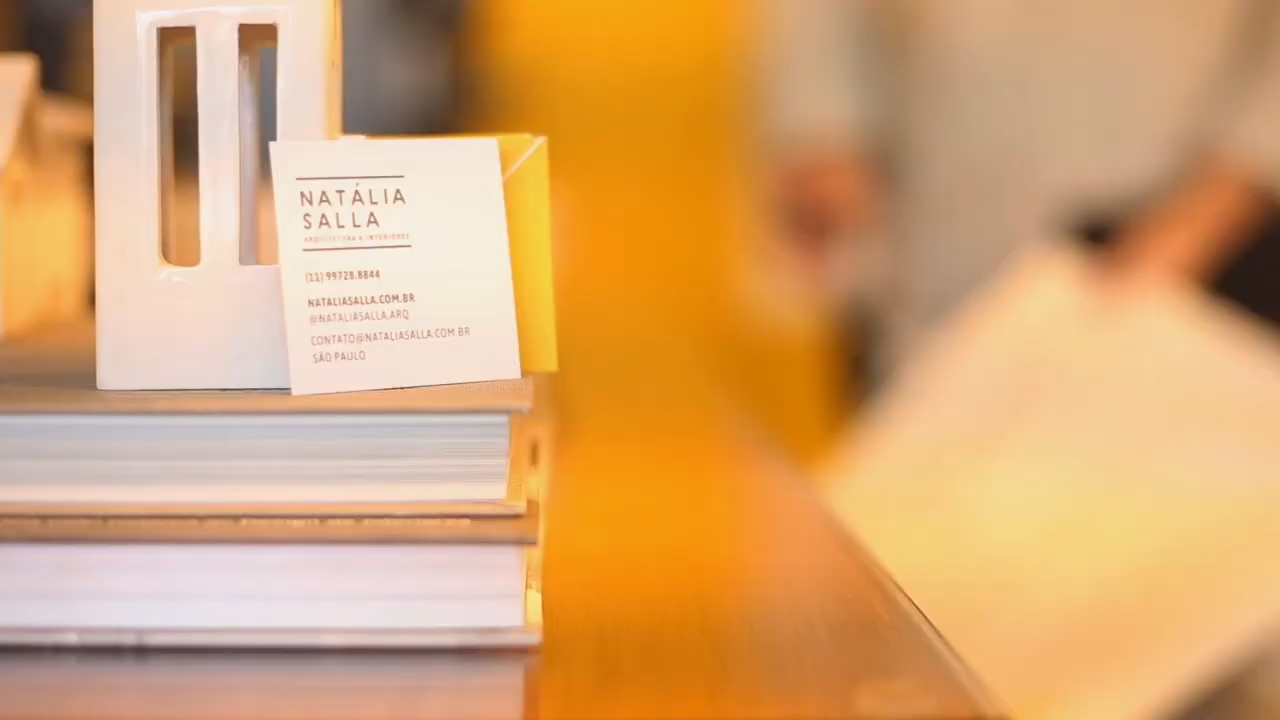 NATÁLIA
SALLA
ARQUITETURA & INTERIORES
(11) 99728.8844
NATALIASALLA.COM.BR
@NATALIASALLA.ARQ
CONTATO@NATALIASALLA.COM.BR
SÃO PAULO